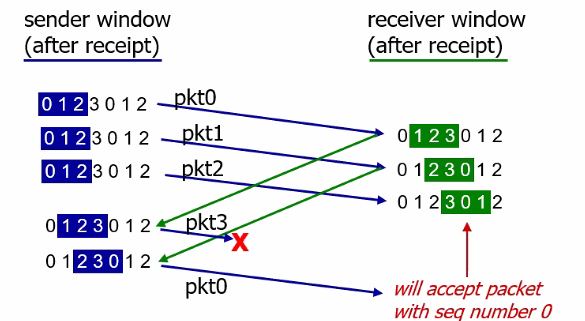 sender window
(after receipt)
receiver window
(after receipt)
0 1 2 3 0 1 2
pkt0
0 1 2 3 0 1 2
pkt1
0 1 2 3 0 1 2
0 1 2 3 0 1 2
pkt2
0 1 2 3 0 1 2
0 1 2 3 0 1 2
0 1 2 3 0 1 2
pkt3
X
0 1 2 3 0 1 2
pkt0
will accept packet
with seq number 0